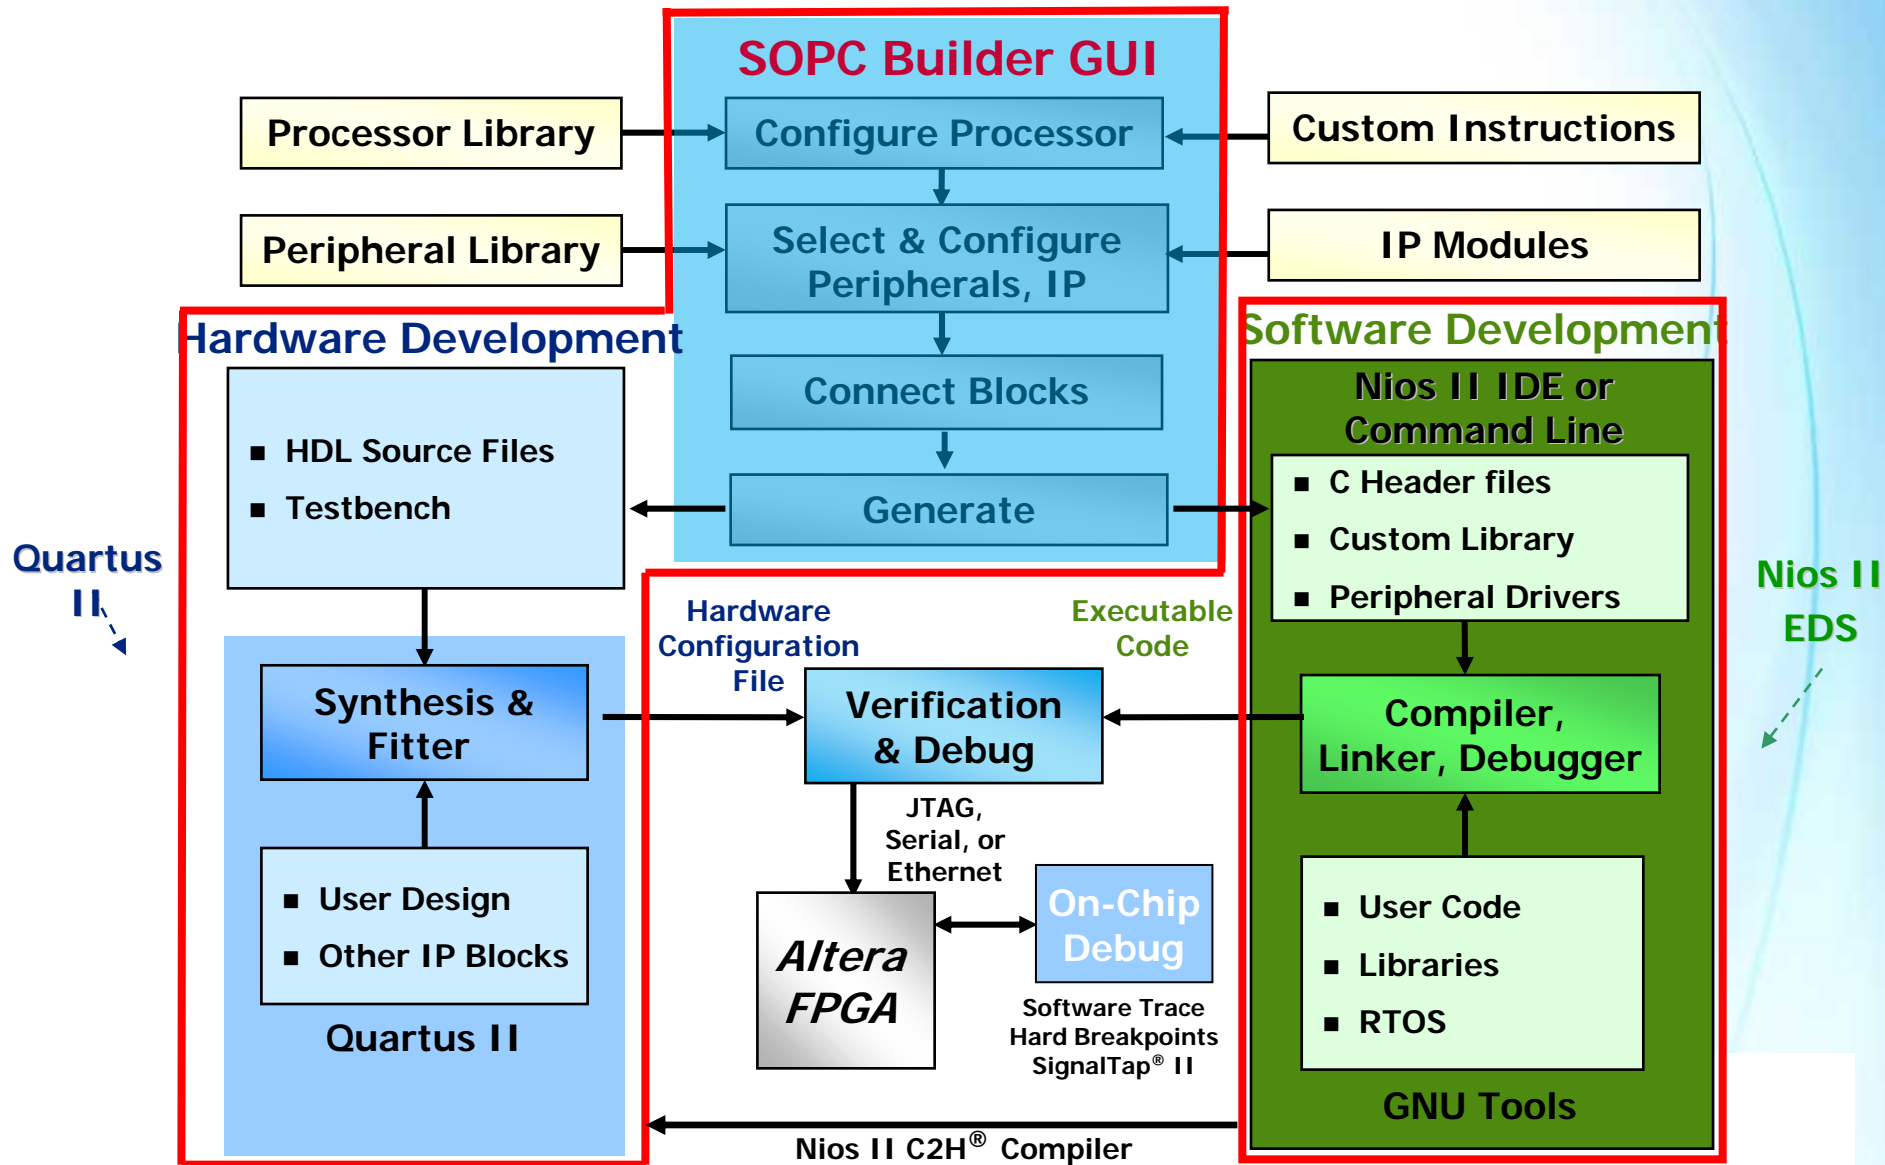 SOPC Builder GUI
Processor Library
Configure Processor
Custom Instructions
Peripheral Library
Select & Configure
Peripherals, IP
IP Modules
Connect Blocks
Generate
Hardware Development
■ HDL Source Files
■ Testbench
Quartus
II
Synthesis &
Fitter
■ User Design
■ Other IP Blocks
Quartus II
Hardware
Configuration
File
Executable
Code
Verification
& Debug
JTAG,
Serial, or
Ethernet
Altera
FPGA
On-Chip
Debug
Software Trace
Hard Breakpoints
SignalTap® II
Software Development
Nios II IDE or
Command Line
■ C Header files
■ Custom Library
■ Peripheral Drivers
Compiler,
Linker, Debugger
■ User Code
■ Libraries
■ RTOS
GNU Tools
Nios II
EDS
Nios II C2H® Compiler